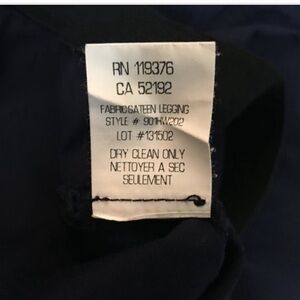 RN 119376
CA 52192
FABRIC:SATEEN LEGGING
STYLE # 901HW202
LOT #131502
DRY CLEAN ONLY
NETTOYER A SEC
SEULEMENT